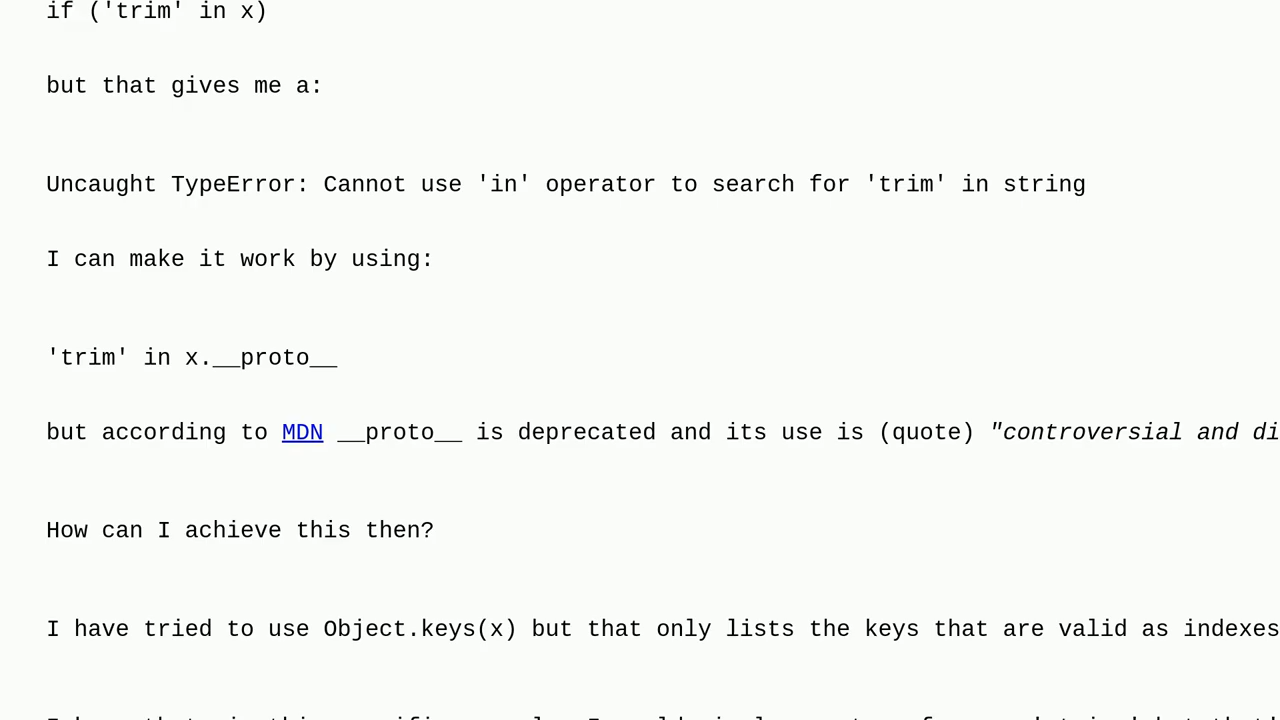 if ('trim' in x)
but that gives me a:
Uncaught TypeError: Cannot use 'in' operator to search for 'trim' in string
I can make it work by using:
'trim' in x.__proto__
but according to MDN __proto__ is deprecated and its use is (quote) "controversial and di
How can I achieve this then?
I have tried to use Object.keys(x) but that only lists the keys that are valid as indexes